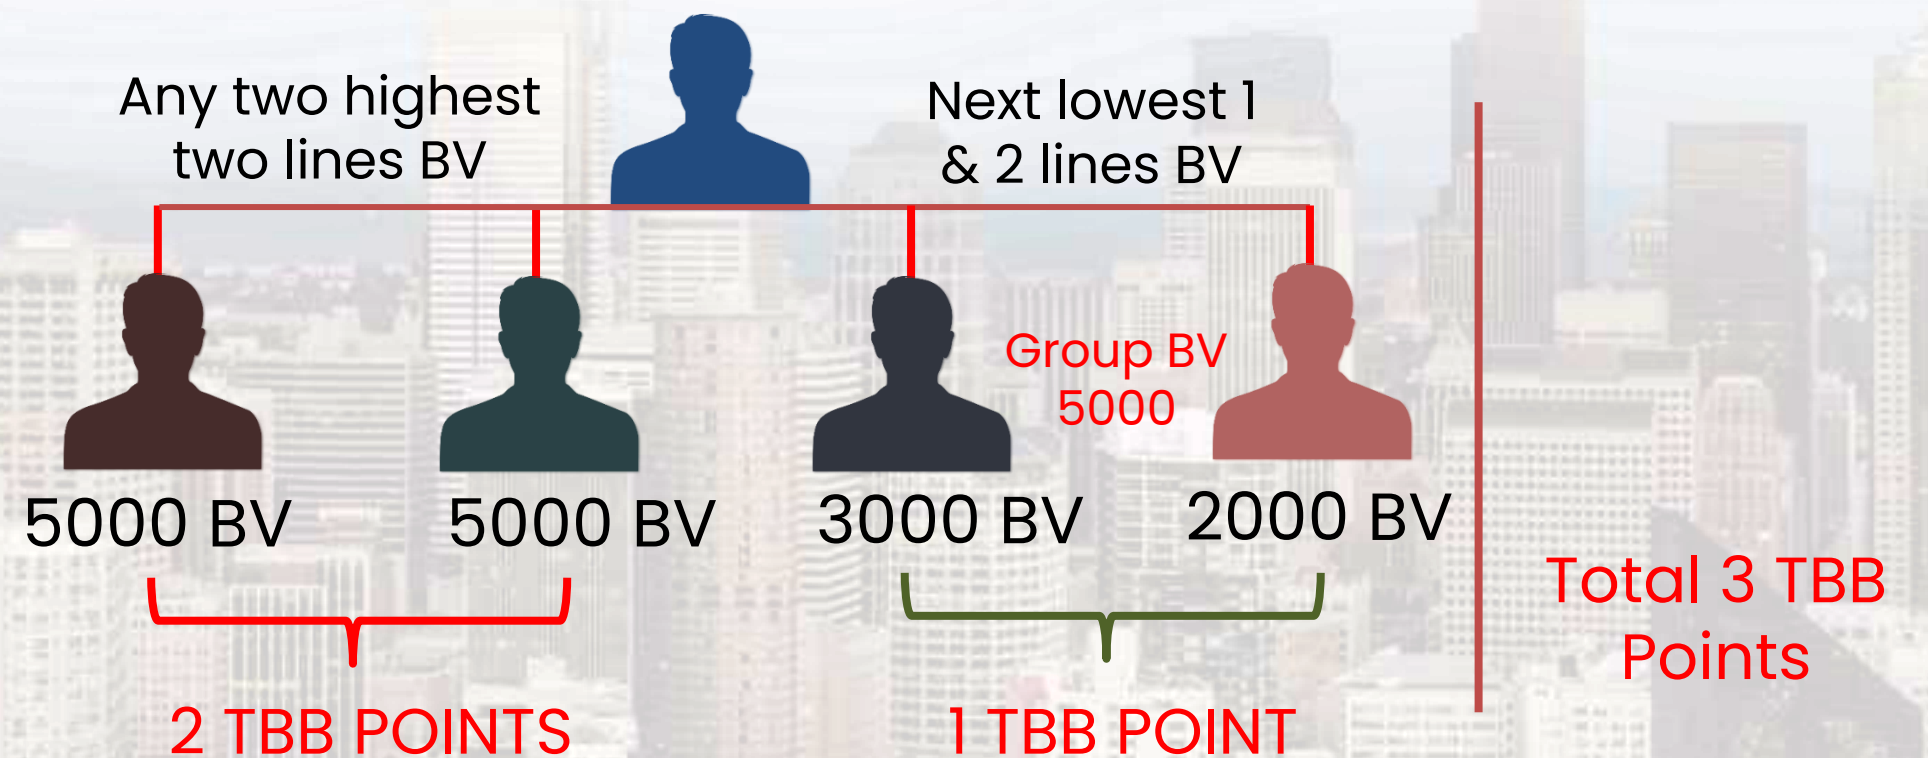 Any two highest
two lines BV
Next lowest 1
& 2 lines BV
Group BV
5000
5000 BV
5000 BV
3000 BV
2000 BV
2 TBB POINTS
1 TBB POINT
Total 3 TBB
Points